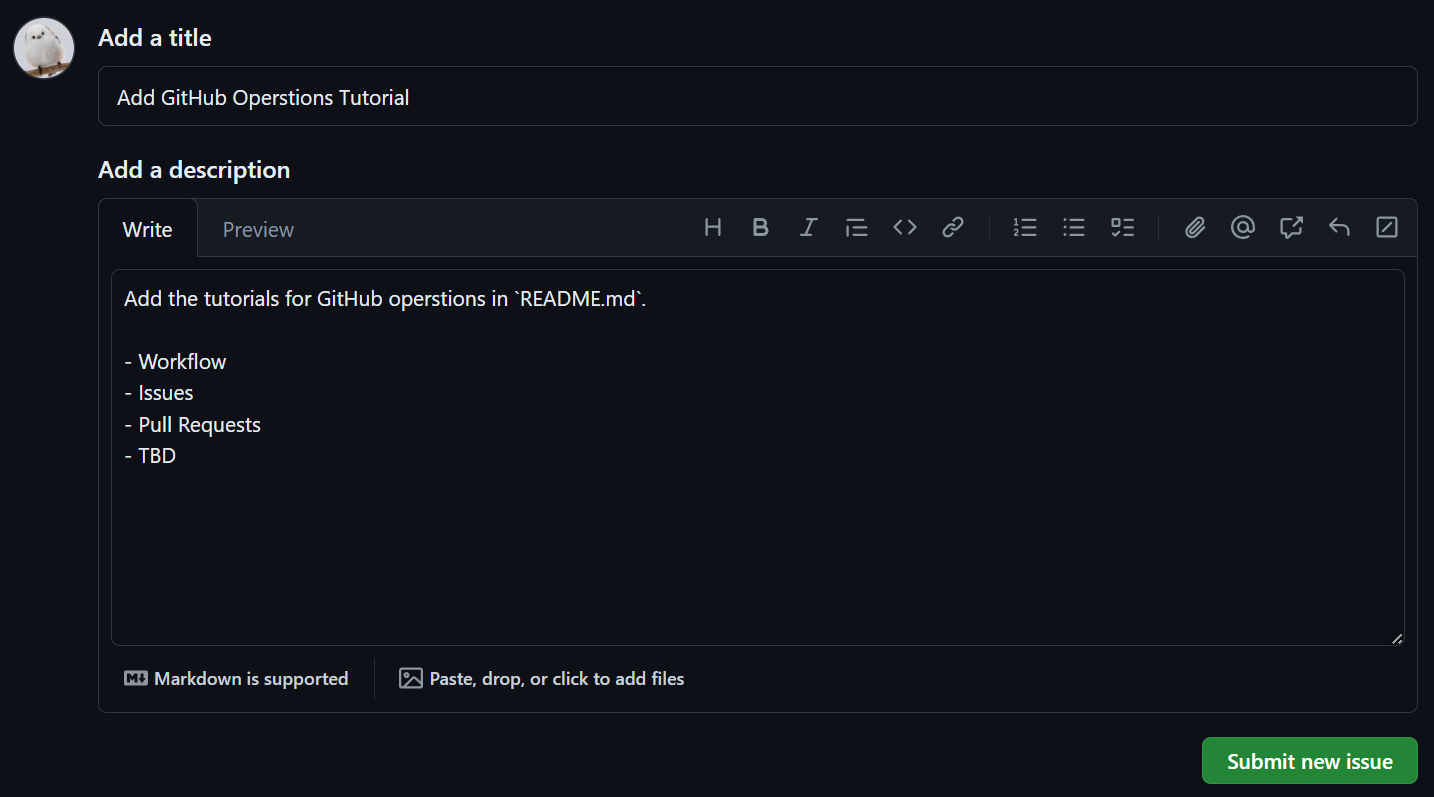 Add a title
Add GitHub Operstions Tutorial
Add a description
Write
Preview
Add the tutorials for GitHub operstions in `README.md`.
- Workflow
- Issues
- Pull Requests
- TBD
Markdown is supported
Paste, drop, or click to add files
Submit new issue